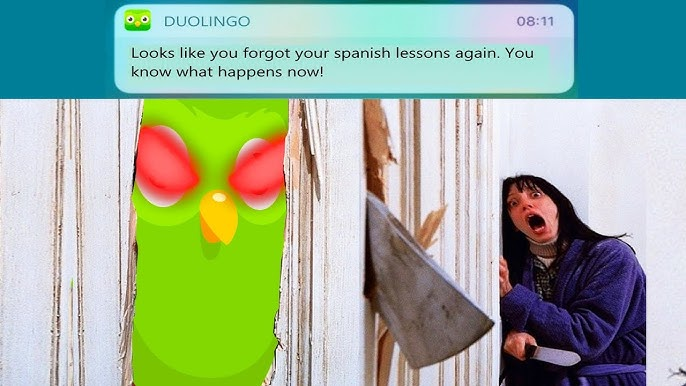 DUOLINGO 08:11
Looks like you forgot your spanish lessons again. You
know what happens now!